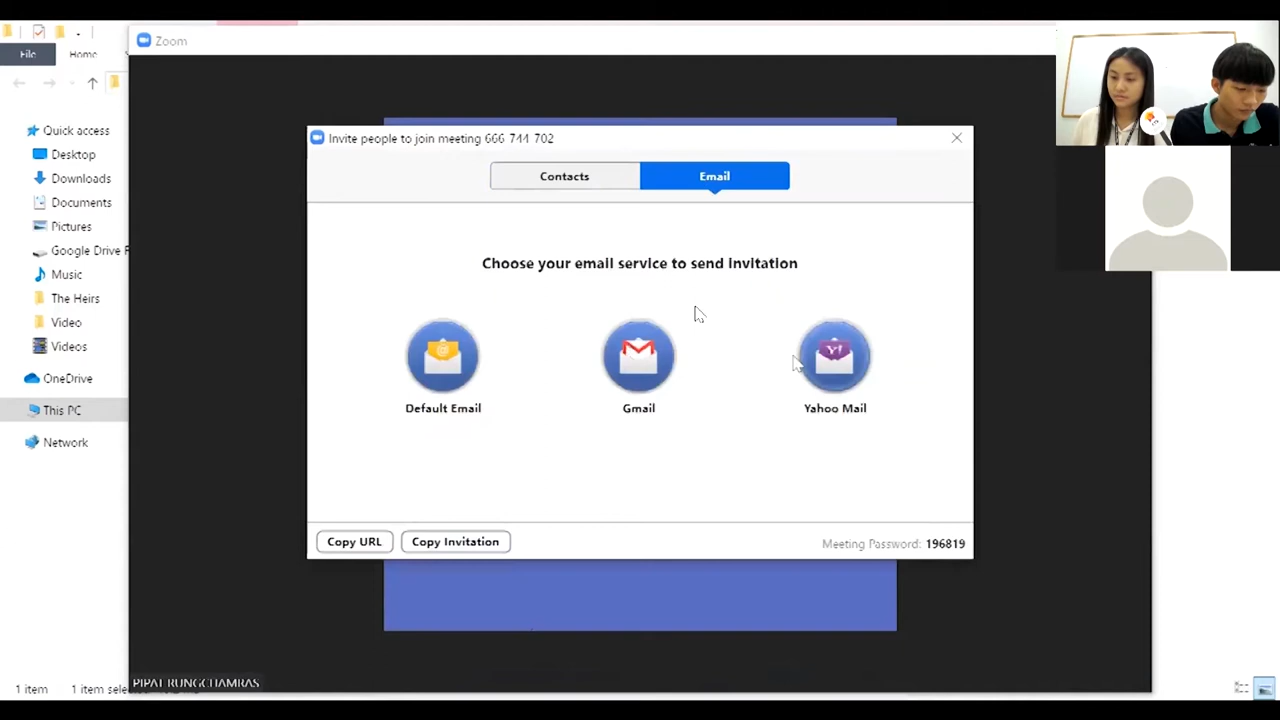 Zoom
File
Home
Invite people to join meeting 666 744 702
Contacts
Email
Quick access
Desktop
Downloads
Documents
Pictures
Google Drive F
Music
The Heirs
Video
Videos
OneDrive
This PC
Network
Choose your email service to send invitation
Default Email
Gmail
Yahoo Mail
Copy URL
Copy Invitation
Meeting Password: 196819
PIPAT RUNGCHAMRAS
1 item
1 item selec